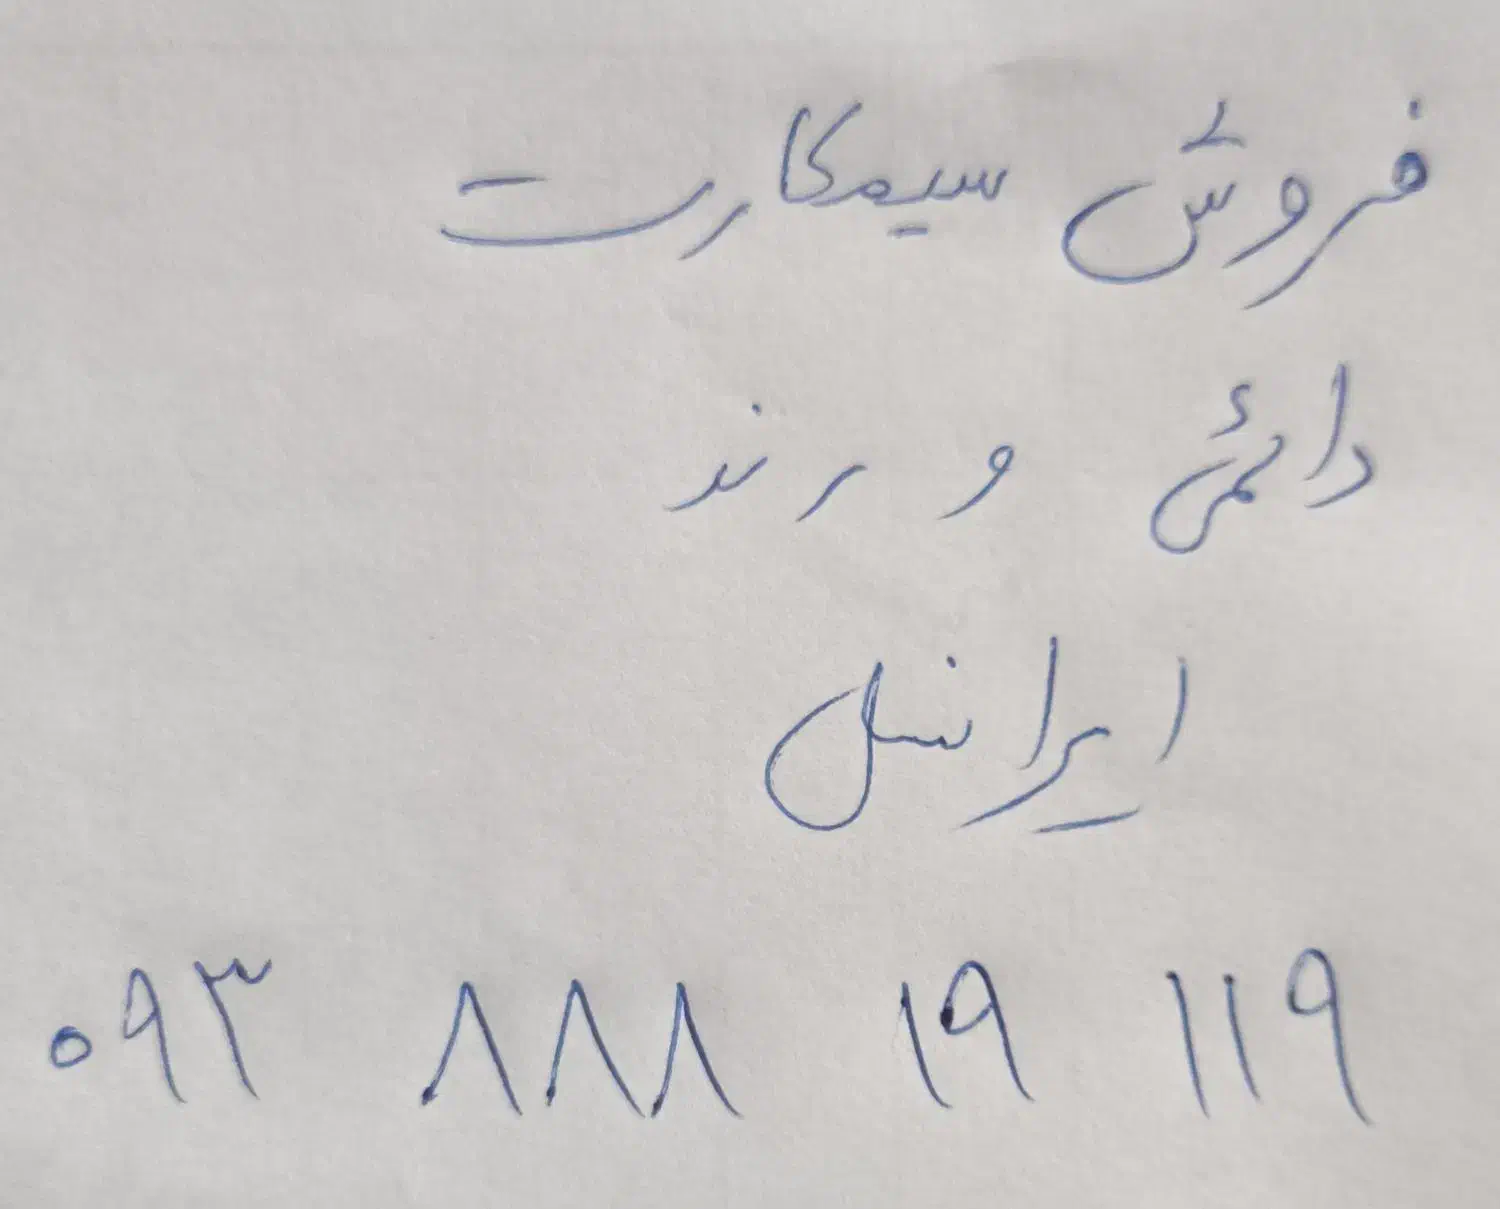 فروش سیمکارت
دائمی و رند
ایرانسل
۰۹۳ ۸۸۸ ۱۹ ۱۱۹